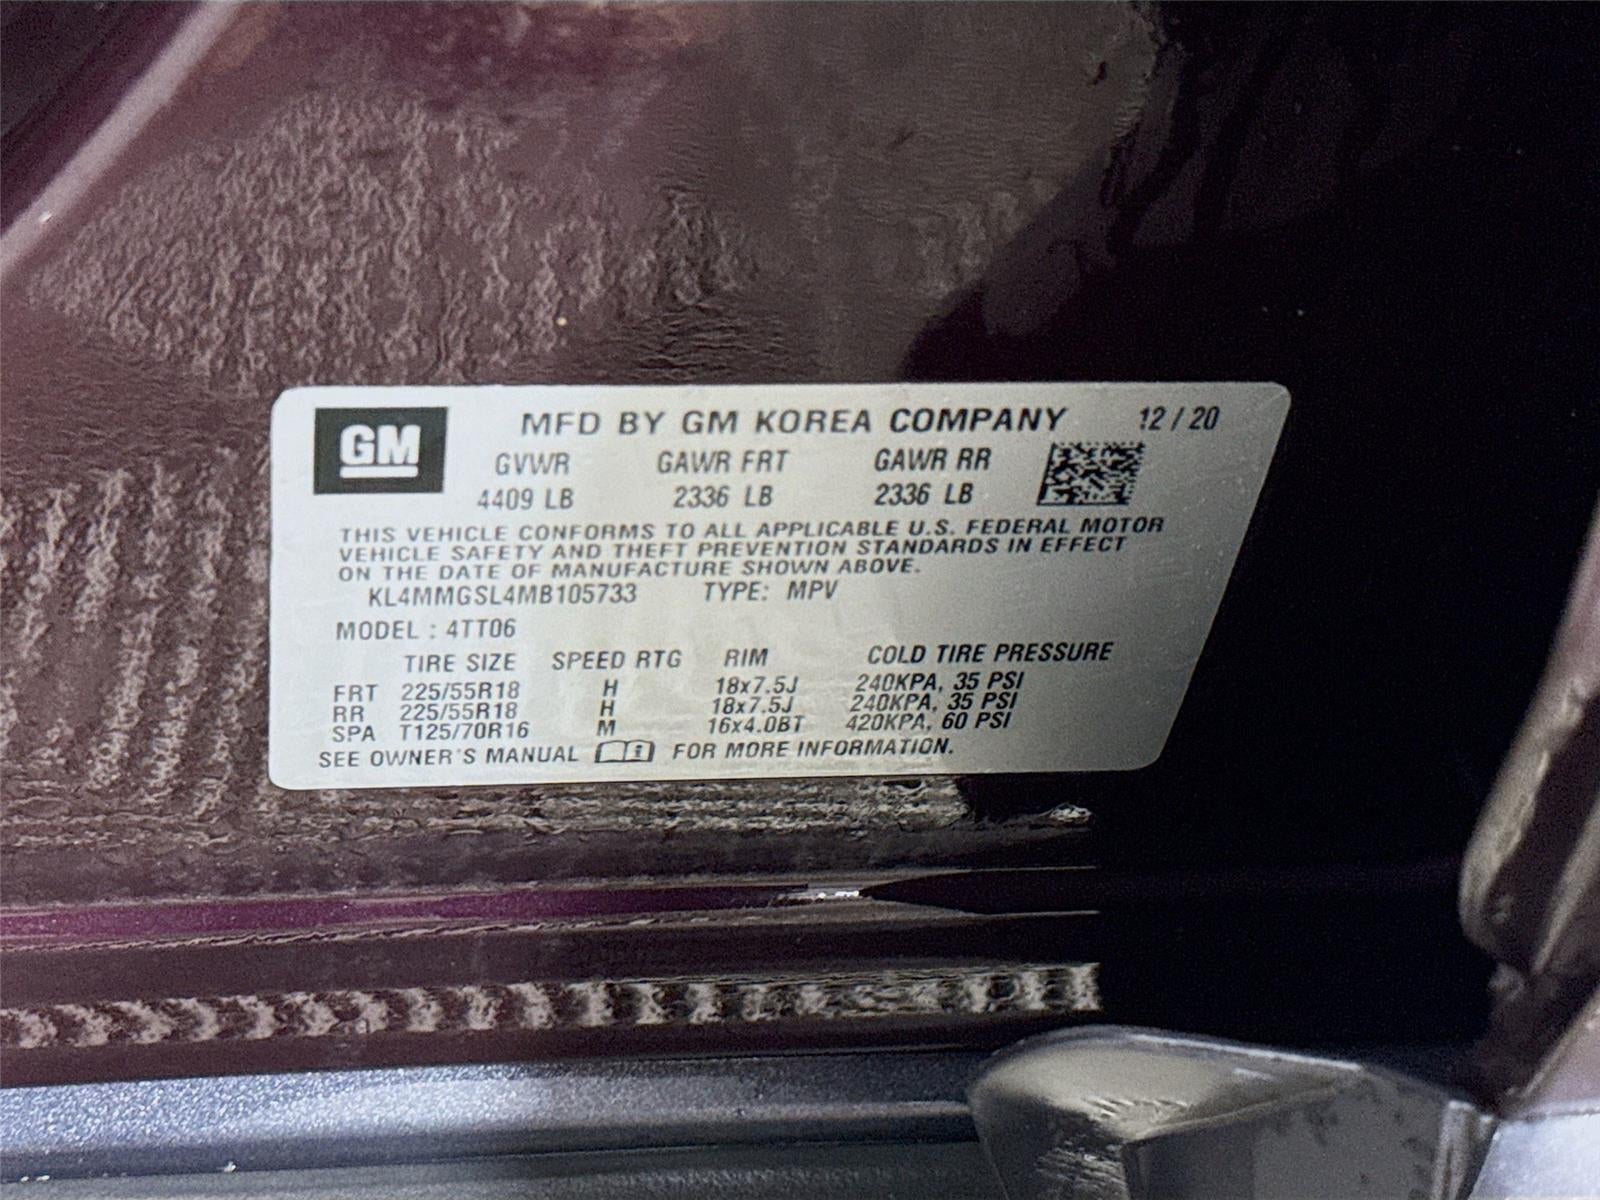 GM MFD BY GM KOREA COMPANY 12 / 20
GVWR GAWR FRT GAWR RR
4409 LB 2336 LB 2336 LB
THIS VEHICLE CONFORMS TO ALL APPLICABLE U.S. FEDERAL MOTOR
VEHICLE SAFETY AND THEFT PREVENTION STANDARDS IN EFFECT
ON THE DATE OF MANUFACTURE SHOWN ABOVE.
KL4MMGSL4MB105733 TYPE: MPV
MODEL : 4TT06
TIRE SIZE SPEED RTG RIM COLD TIRE PRESSURE
FRT 225/55R18 H 18x7.5J 240KPA, 35 PSI
RR 225/55R18 H 18x7.5J 240KPA, 35 PSI
SPA T125/70R16 M 16x4.0BT 420KPA, 60 PSI
SEE OWNER'S MANUAL i FOR MORE INFORMATION.